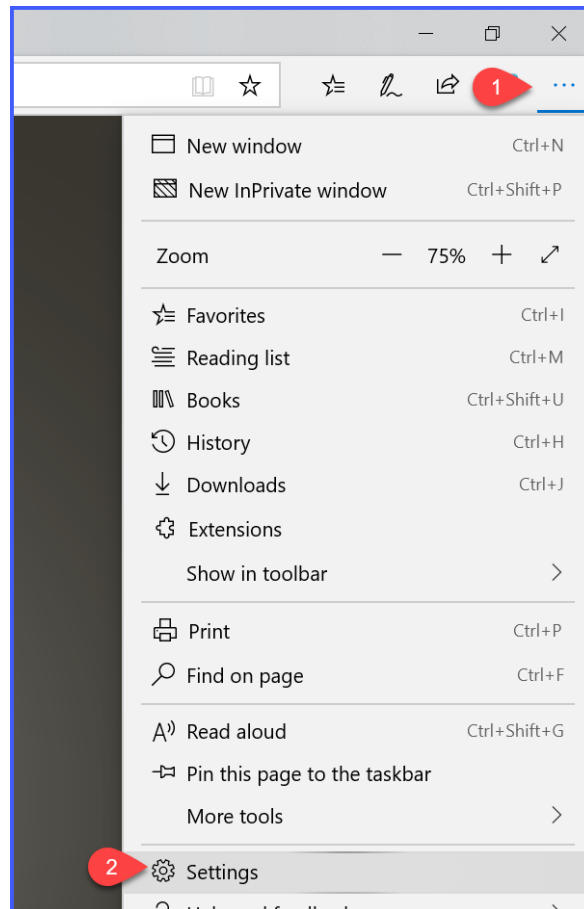 1
New window Ctrl+N
New InPrivate window Ctrl+Shift+P
Zoom — 75% +
Favorites Ctrl+I
Reading list Ctrl+M
Books Ctrl+Shift+U
History Ctrl+H
Downloads Ctrl+J
Extensions
Show in toolbar
Print Ctrl+P
Find on page Ctrl+F
Read aloud Ctrl+Shift+G
Pin this page to the taskbar
More tools
2 Settings